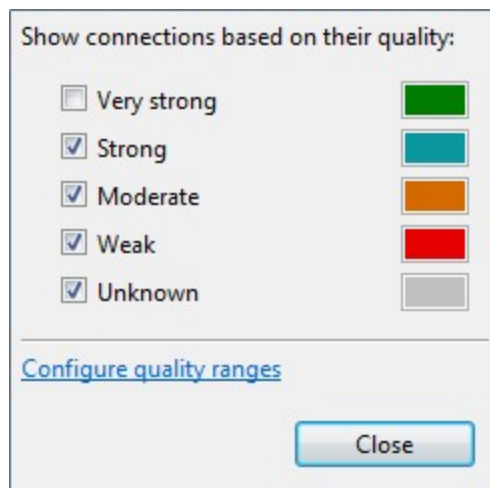 Show connections based on their quality:
Very strong
Strong
Moderate
Weak
Unknown
Configure quality ranges
Close